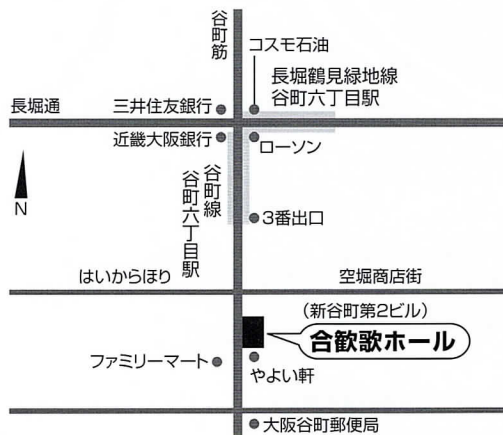 谷町筋
コスモ石油
長堀鶴見緑地線
谷町六丁目駅
長堀通
三井住友銀行
近畿大阪銀行
ローソン
N
谷町線
谷町六丁目駅
3番出口
はいからほり
空堀商店街
(新谷町第2ビル)
合歓歌ホール
ファミリーマート
やよい軒
大阪谷町郵便局